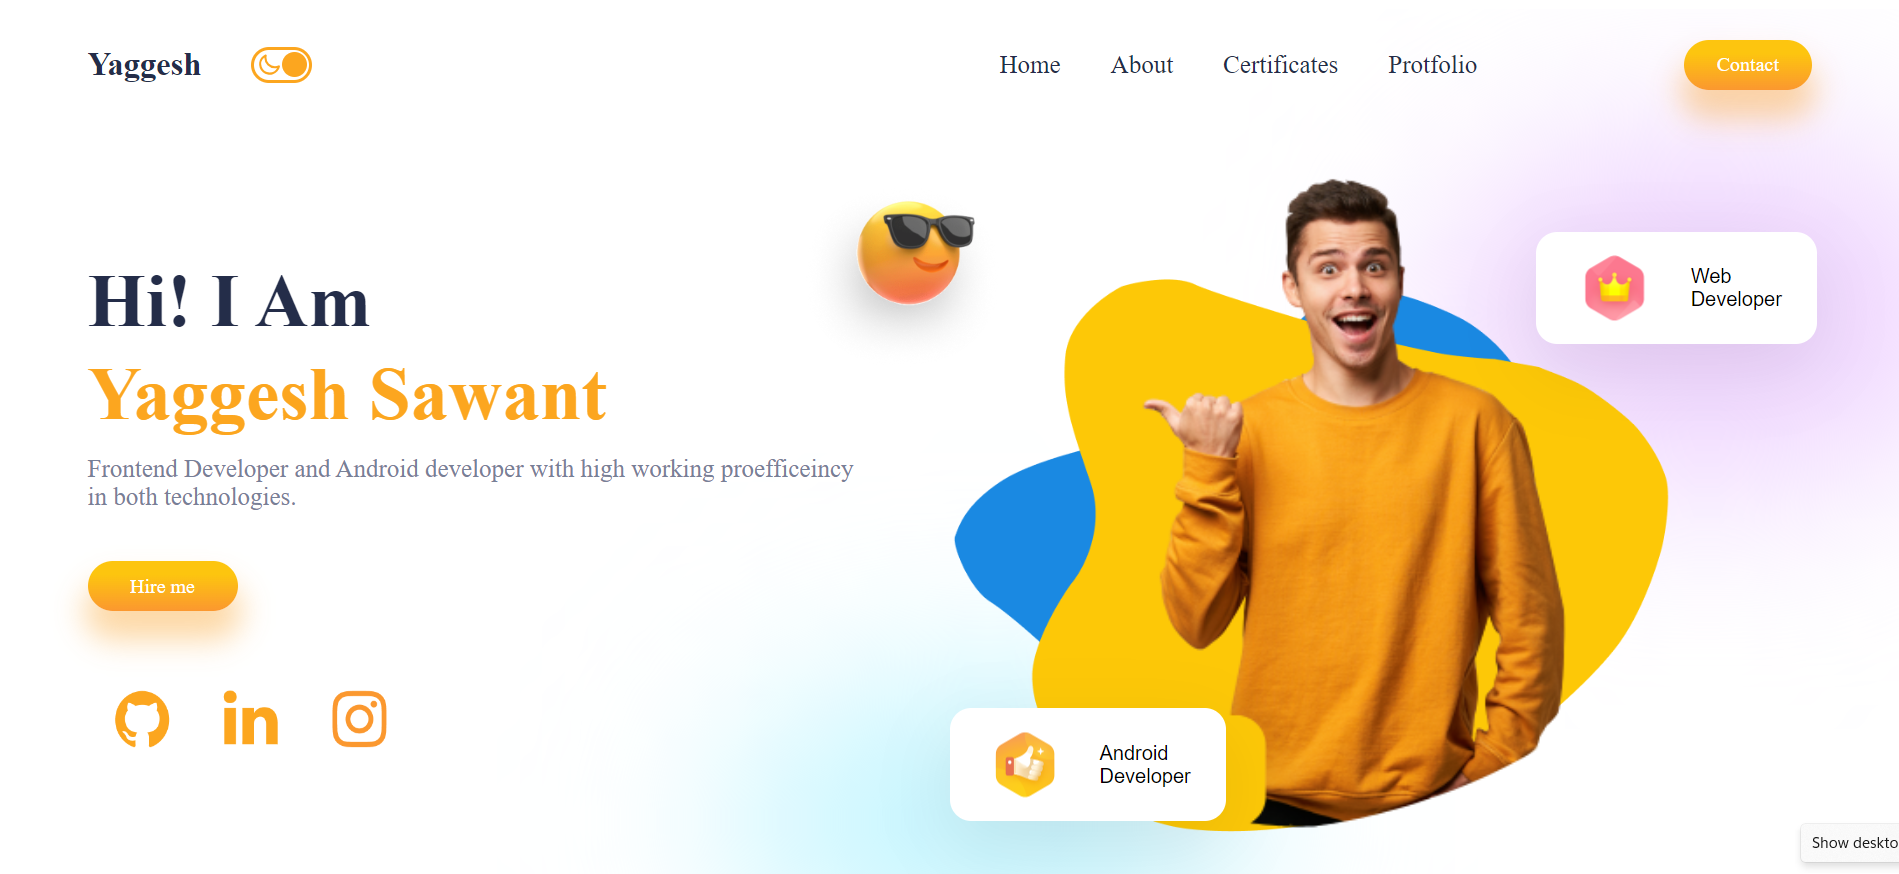 Yaggesh
Home
About
Certificates
Protfolio
Contact
Hi! I Am
Yaggesh Sawant
Frontend Developer and Android developer with high working proefficeincy
in both technologies.
Hire me
in
Web
Developer
Android
Developer
Show deskto